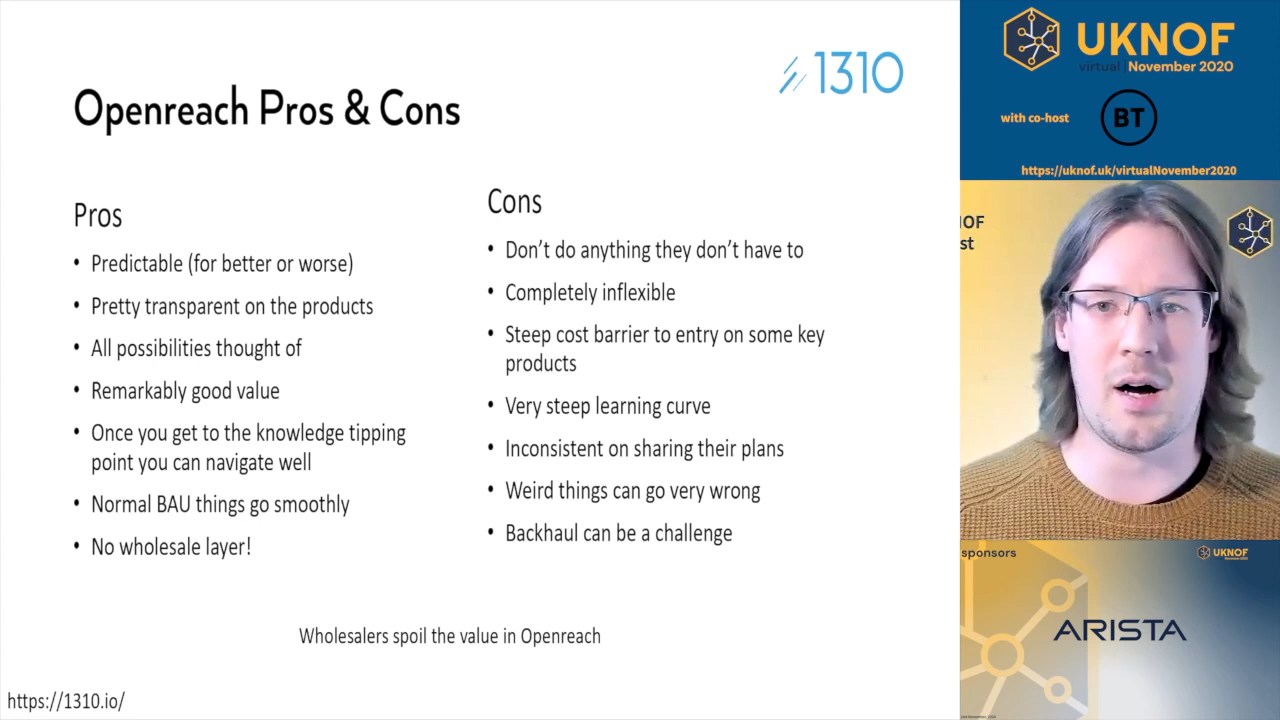 1310
Openreach Pros & Cons
Pros
• Predictable (for better or worse)
• Pretty transparent on the products
• All possibilities thought of
• Remarkably good value
• Once you get to the knowledge tipping
point you can navigate well
• Normal BAU things go smoothly
• No wholesale layer!
Cons
• Don’t do anything they don’t have to
• Completely inflexible
• Steep cost barrier to entry on some key
products
• Very steep learning curve
• Inconsistent on sharing their plans
• Weird things can go very wrong
• Backhaul can be a challenge
Wholesalers spoil the value in Openreach
https://1310.io/
UKNOF
virtual | November 2020
with co-host
BT
https://uknof.uk/virtualNovember2020
sponsors
UKNOF
ARISTA